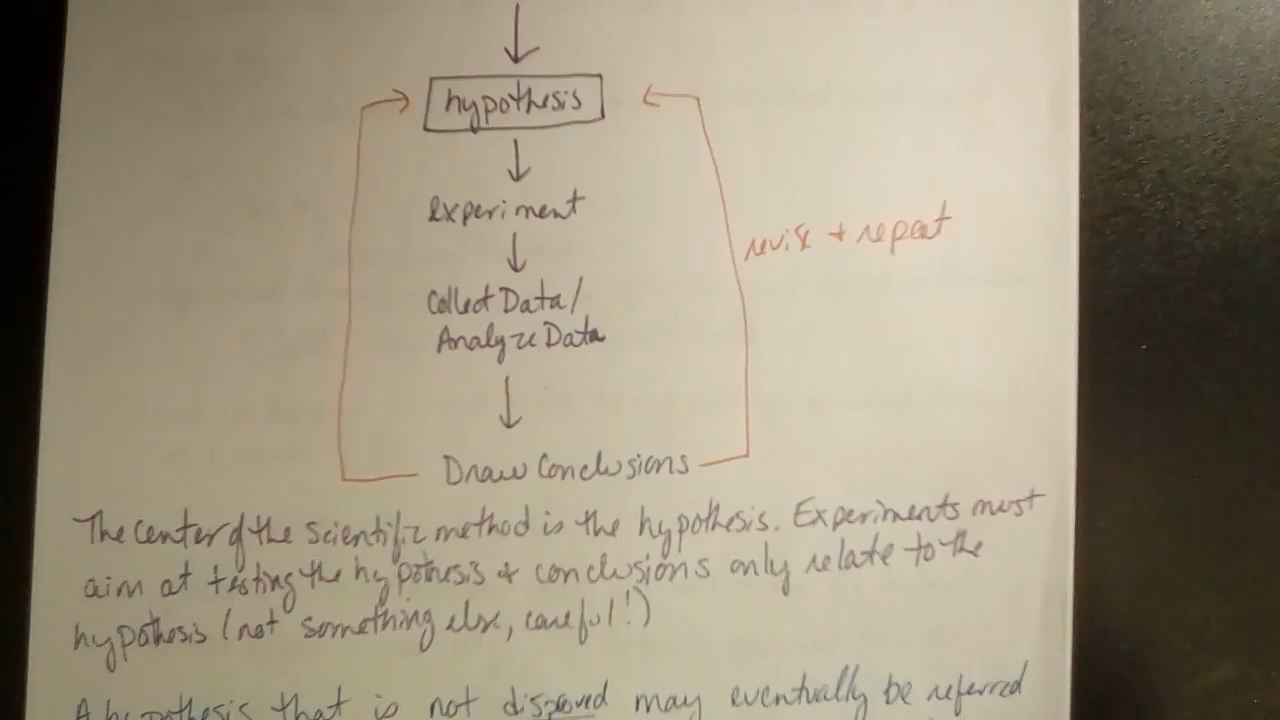 hypothesis
experiment
revise + repeat
Collect Data/
Analyze Data
Draw Conclusions
The center of the scientific method is the hypothesis. Experiments must
aim at testing the hypothesis & conclusions only relate to the
hypothesis (not something else, careful!)
A hypothesis that is not disproved may eventually be referred